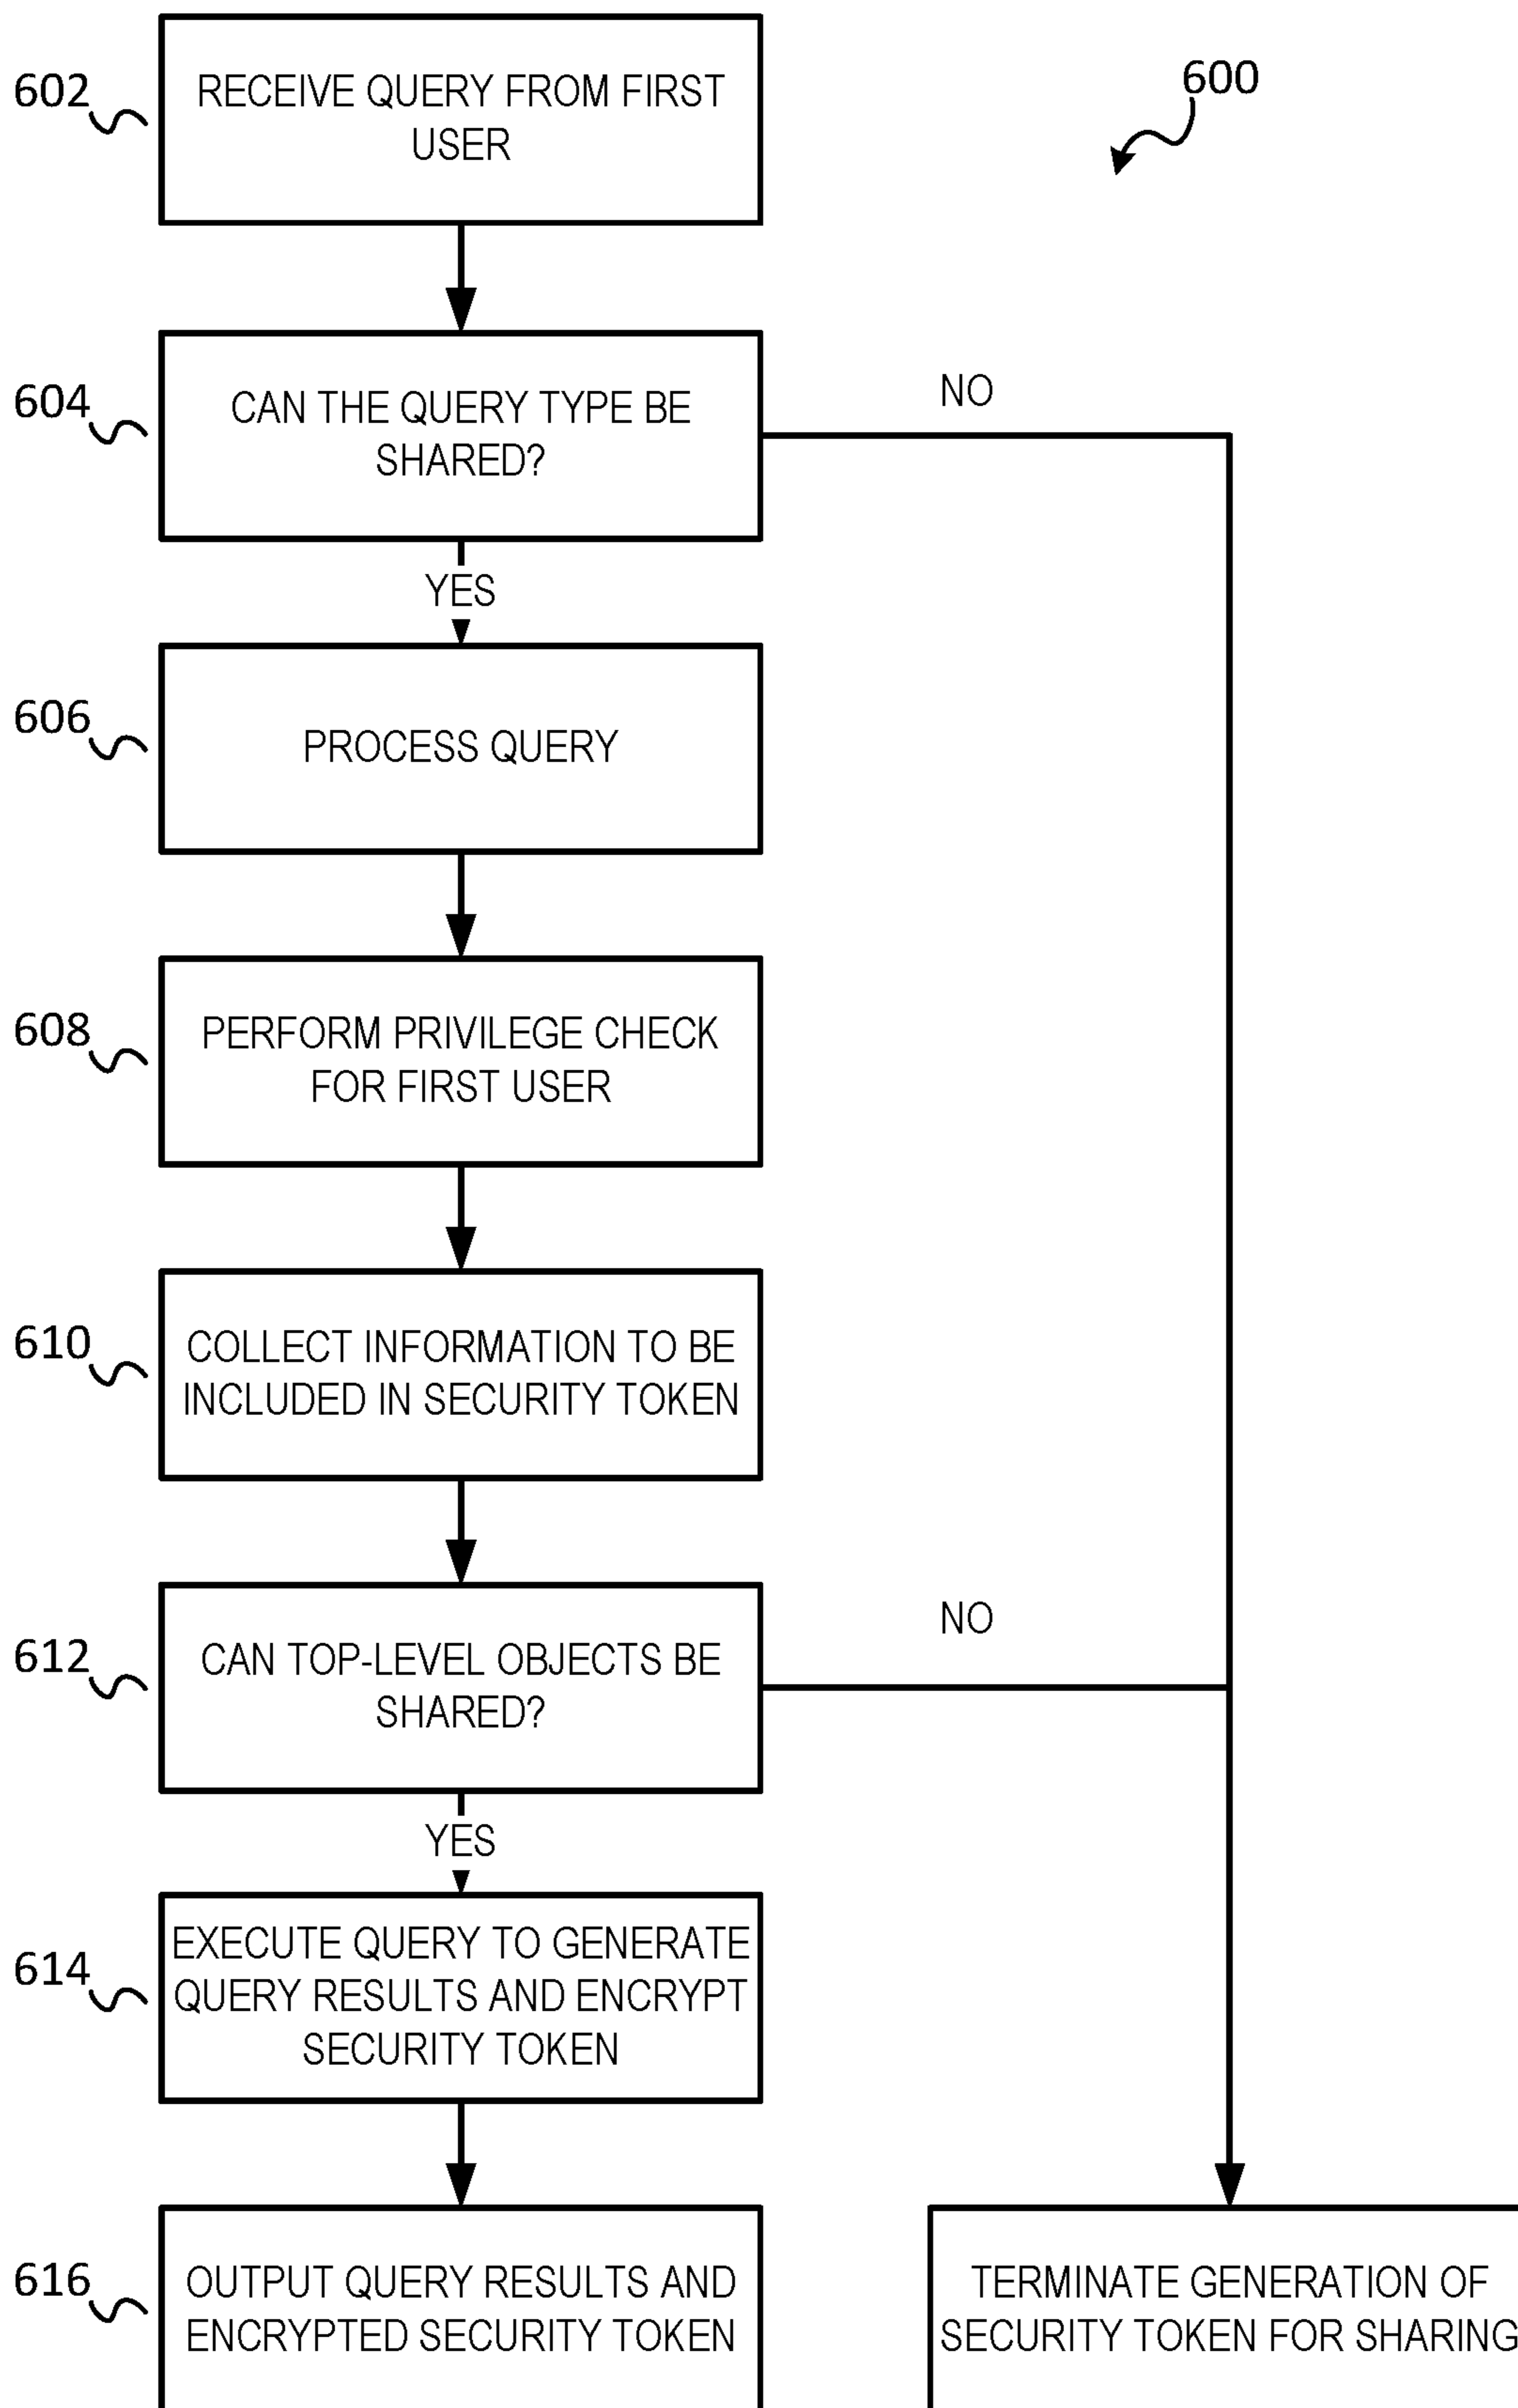 600
602
RECEIVE QUERY FROM FIRST
USER
604
CAN THE QUERY TYPE BE
SHARED?
NO
YES
606
PROCESS QUERY
608
PERFORM PRIVILEGE CHECK
FOR FIRST USER
610
COLLECT INFORMATION TO BE
INCLUDED IN SECURITY TOKEN
612
CAN TOP-LEVEL OBJECTS BE
SHARED?
NO
YES
614
EXECUTE QUERY TO GENERATE
QUERY RESULTS AND ENCRYPT
SECURITY TOKEN
616
OUTPUT QUERY RESULTS AND
ENCRYPTED SECURITY TOKEN
TERMINATE GENERATION OF
SECURITY TOKEN FOR SHARING